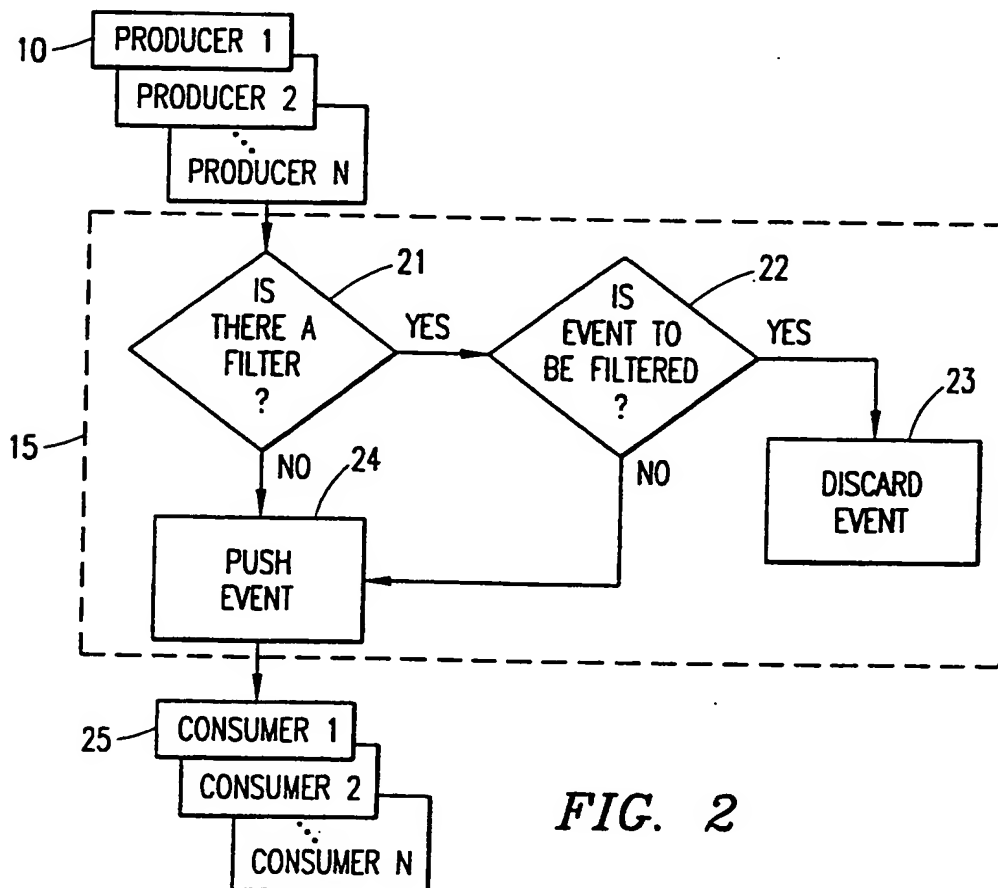 10
PRODUCER 1
PRODUCER 2
PRODUCER N
21
IS
THERE A
FILTER
?
YES
22
IS
EVENT TO
BE FILTERED
?
YES
23
15
NO
24
NO
DISCARD
EVENT
PUSH
EVENT
25
CONSUMER 1
CONSUMER 2
CONSUMER N
FIG. 2